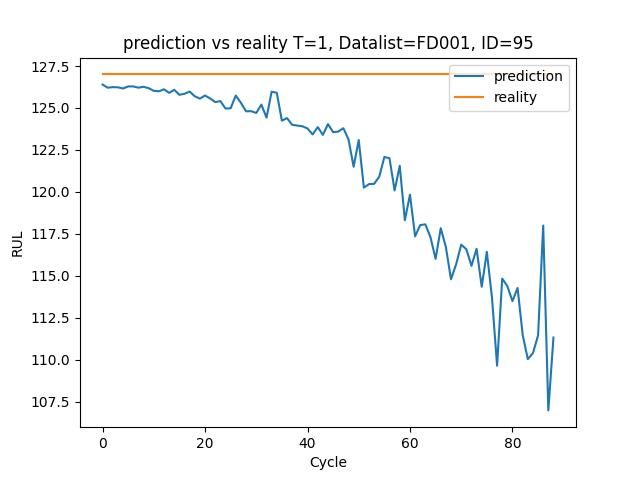 prediction vs reality T=1, Datalist=FD001, ID=95
127.5
125.0
122.5
120.0
117.5
115.0
112.5
110.0
107.5
RUL
prediction
reality
0
20
40
60
80
Cycle